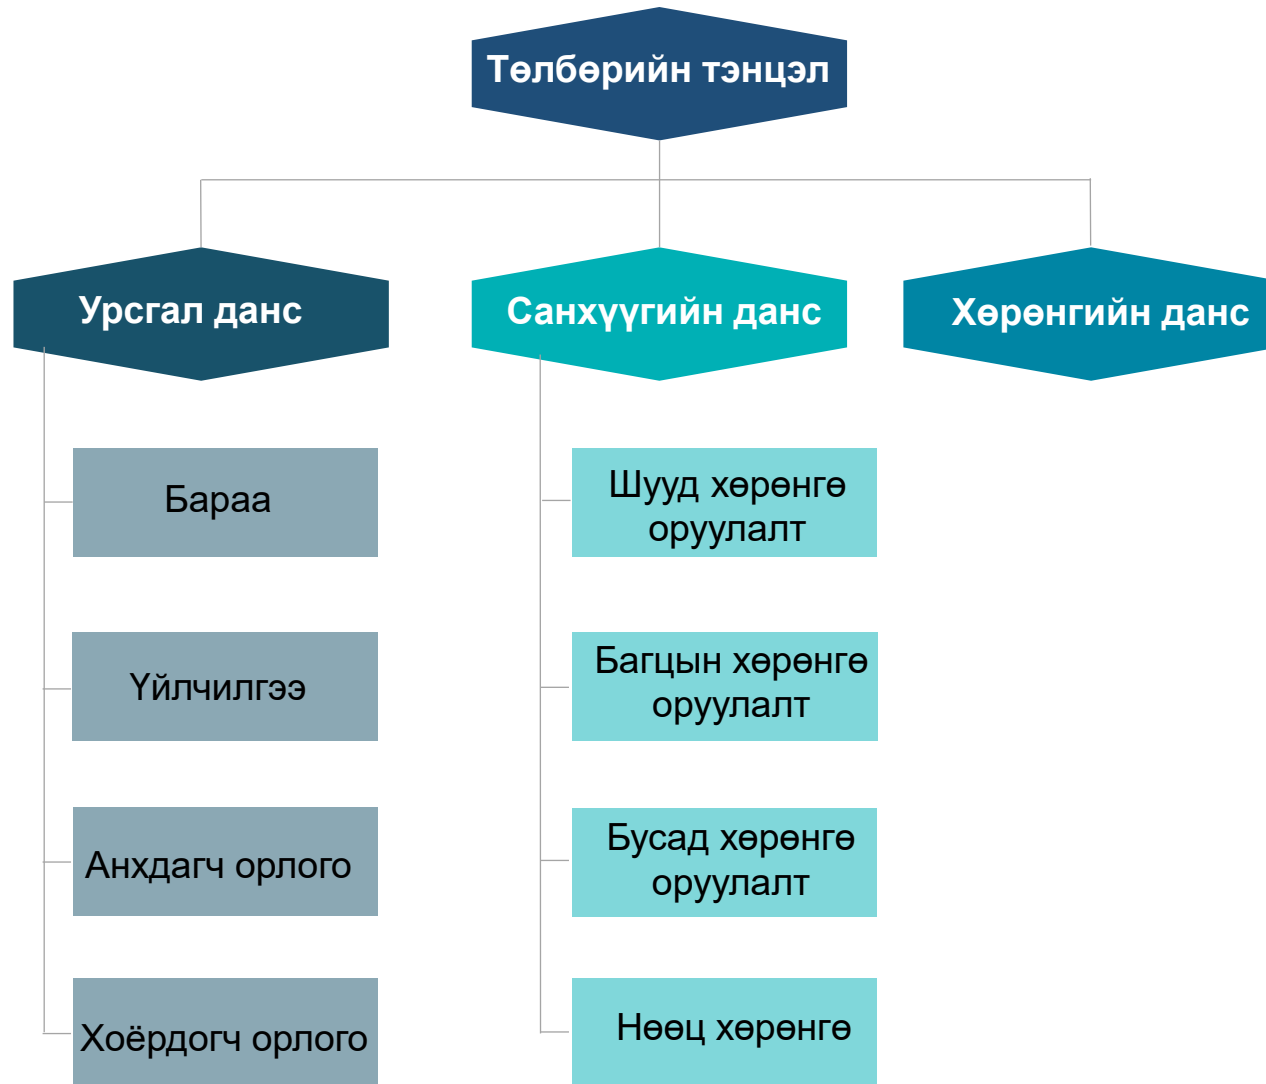 Төлбөрийн тэнцэл
Урсгал данс
Санхүүгийн данс
Хөрөнгийн данс
Бараа
Үйлчилгээ
Анхдагч орлого
Хоёрдогч орлого
Шууд хөрөнгө
оруулалт
Багцын хөрөнгө
оруулалт
Бусад хөрөнгө
оруулалт
Нөөц хөрөнгө